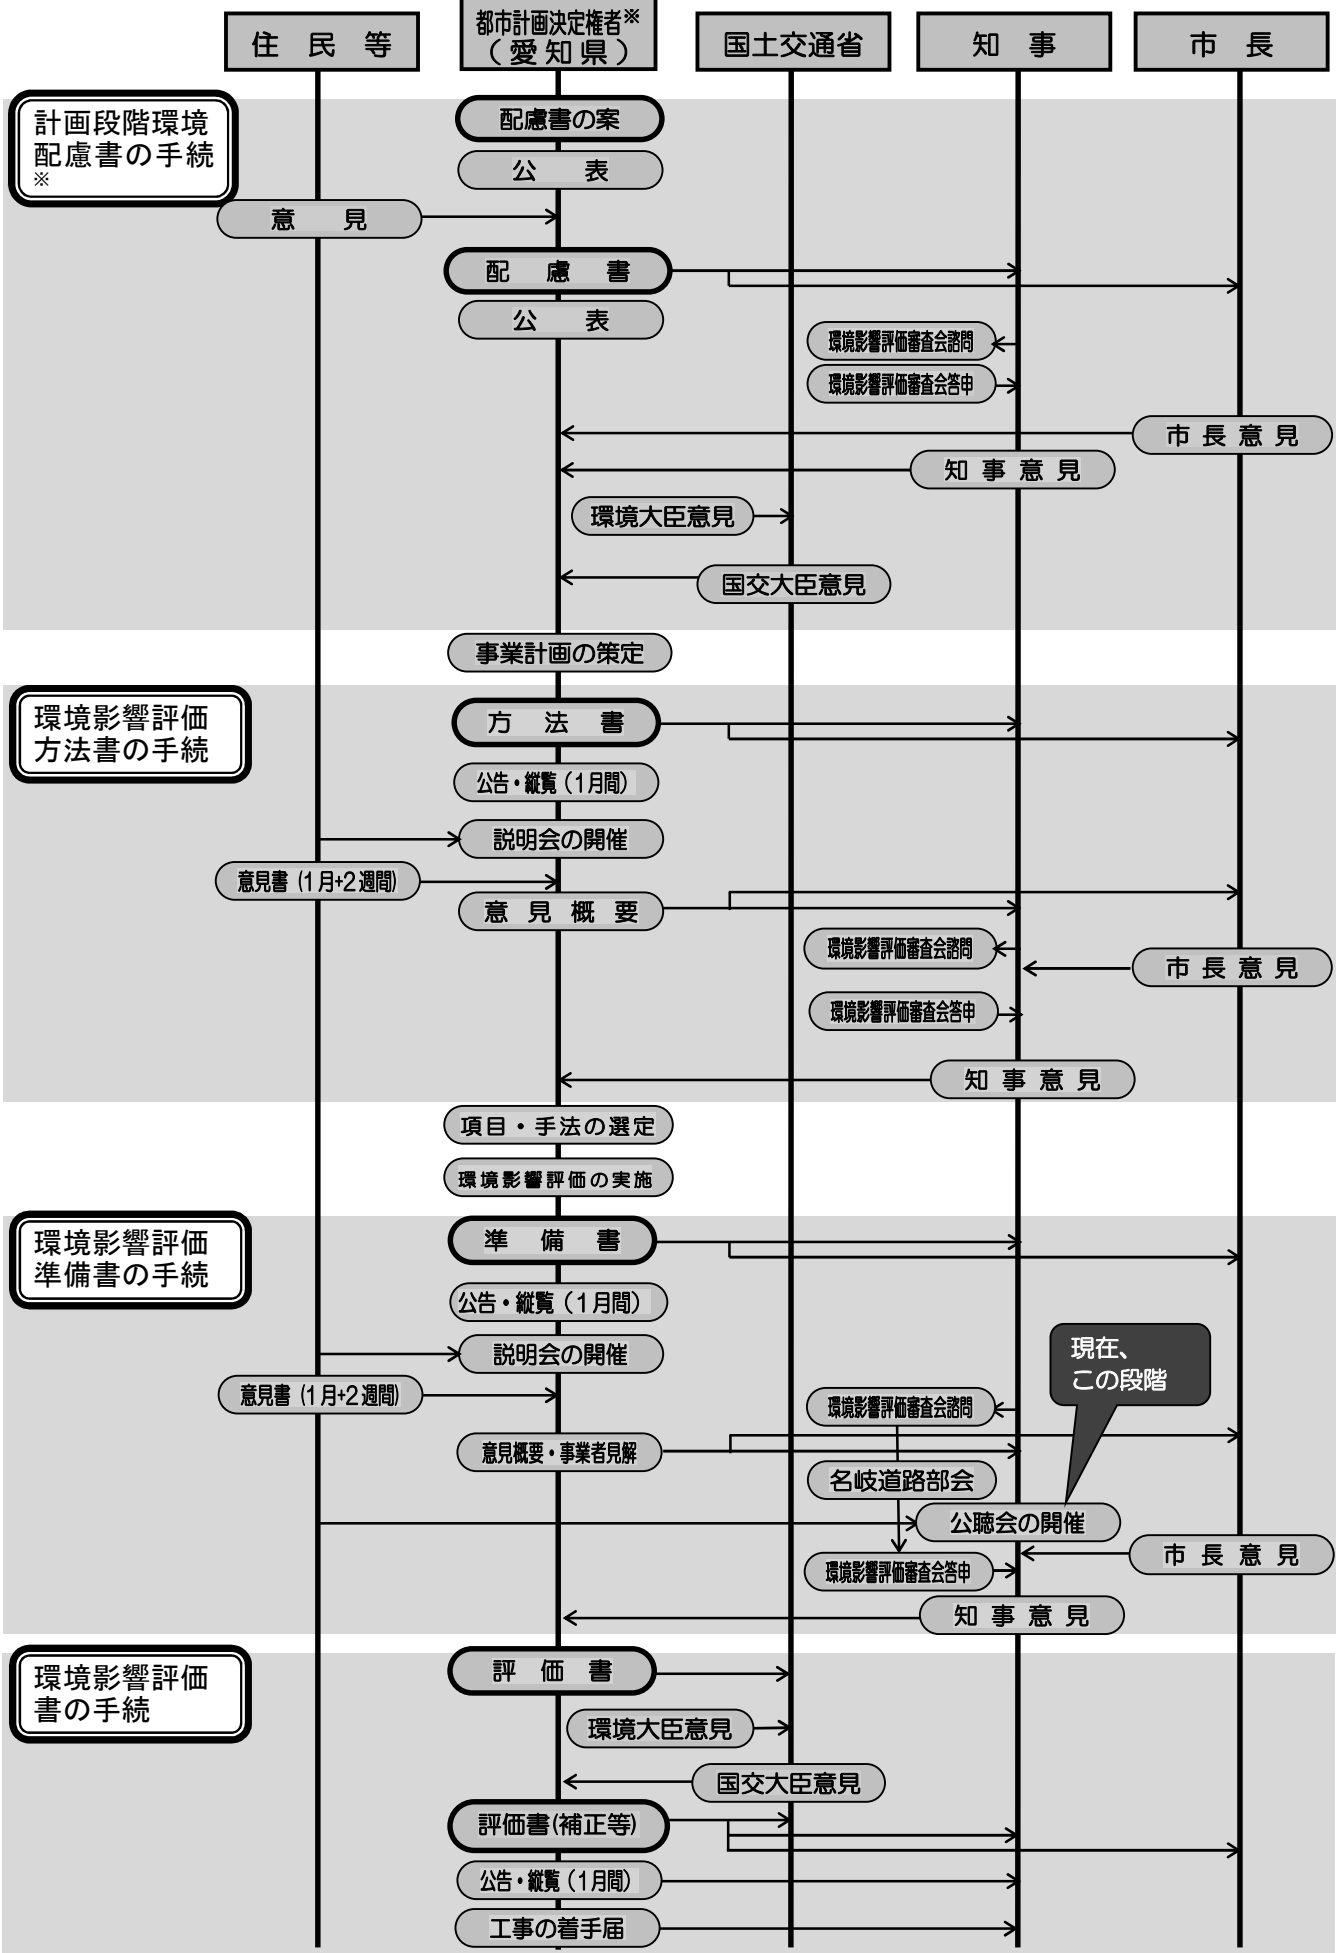 住　民　等
都市計画決定権者※
（愛知県）
国土交通省
知　事
市　長
計画段階環境
配慮書の手続
※
配慮書の案
公　表
意　見
配　慮　書
公　表
環境影響評価審査会諮問
環境影響評価審査会答申
市長意見
知事意見
環境大臣意見
国交大臣意見
事業計画の策定
環境影響評価
方法書の手続
方　法　書
公告・縦覧（１月間）
説明会の開催
意見書（１月+２週間）
意見概要
環境影響評価審査会諮問
市長意見
環境影響評価審査会答申
知事意見
項目・手法の選定
環境影響評価の実施
環境影響評価
準備書の手続
準　備　書
公告・縦覧（１月間）
説明会の開催
現在、
この段階
意見書（１月+２週間）
環境影響評価審査会諮問
意見概要・事業者見解
名岐道路部会
公聴会の開催
市長意見
環境影響評価審査会答申
知事意見
環境影響評価
書の手続
評　価　書
環境大臣意見
国交大臣意見
評価書(補正等)
公告・縦覧（１月間）
工事の着手届